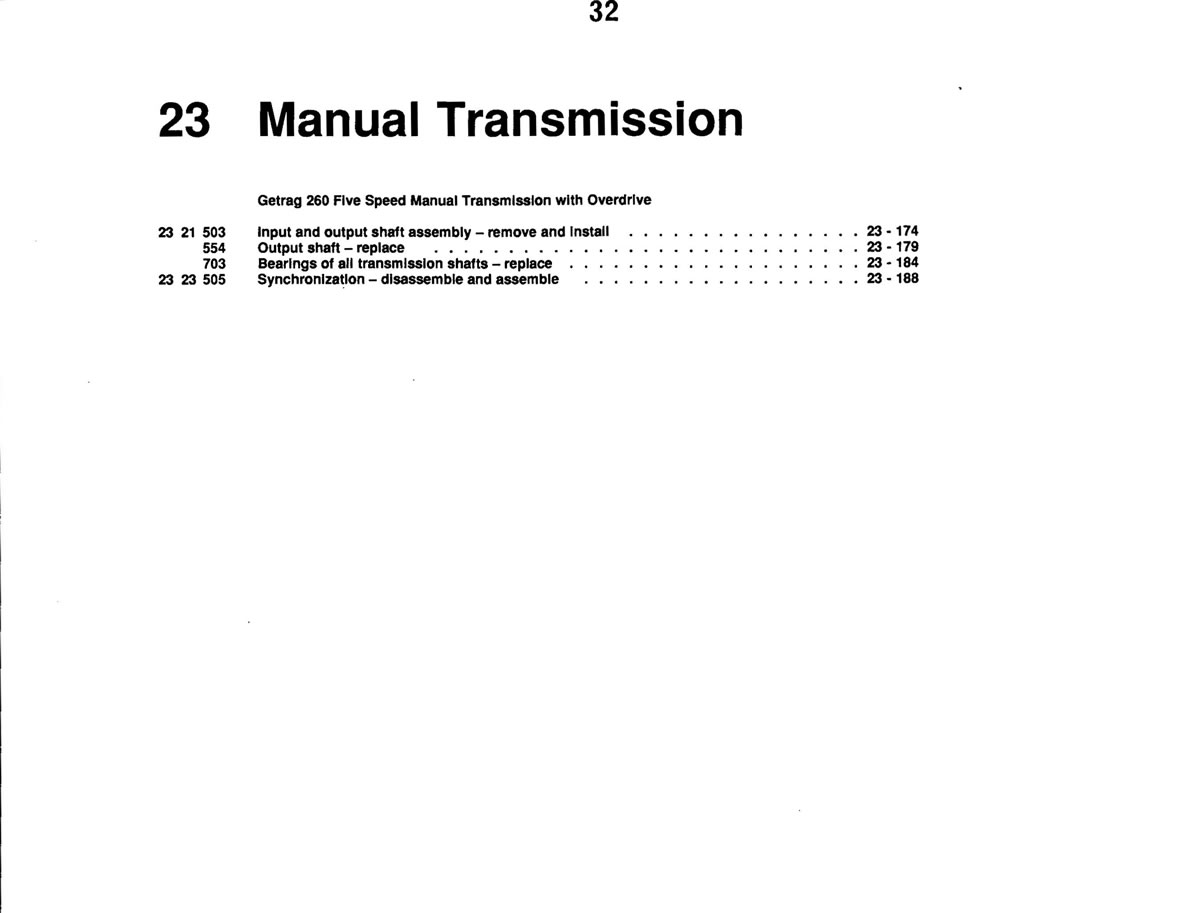 32
23 Manual Transmission
Getrag 260 Five Speed Manual Transmission with Overdrive
23 21 503 Input and output shaft assembly – remove and install . . . . . . . . . . . . . . . . 23 - 174
554 Output shaft – replace . . . . . . . . . . . . . . . . . . . . . . . . . . . . . 23 - 179
703 Bearings of all transmission shafts – replace . . . . . . . . . . . . . . . . . . . . 23 - 184
23 23 505 Synchronization – disassemble and assemble . . . . . . . . . . . . . . . . . . . 23 - 188